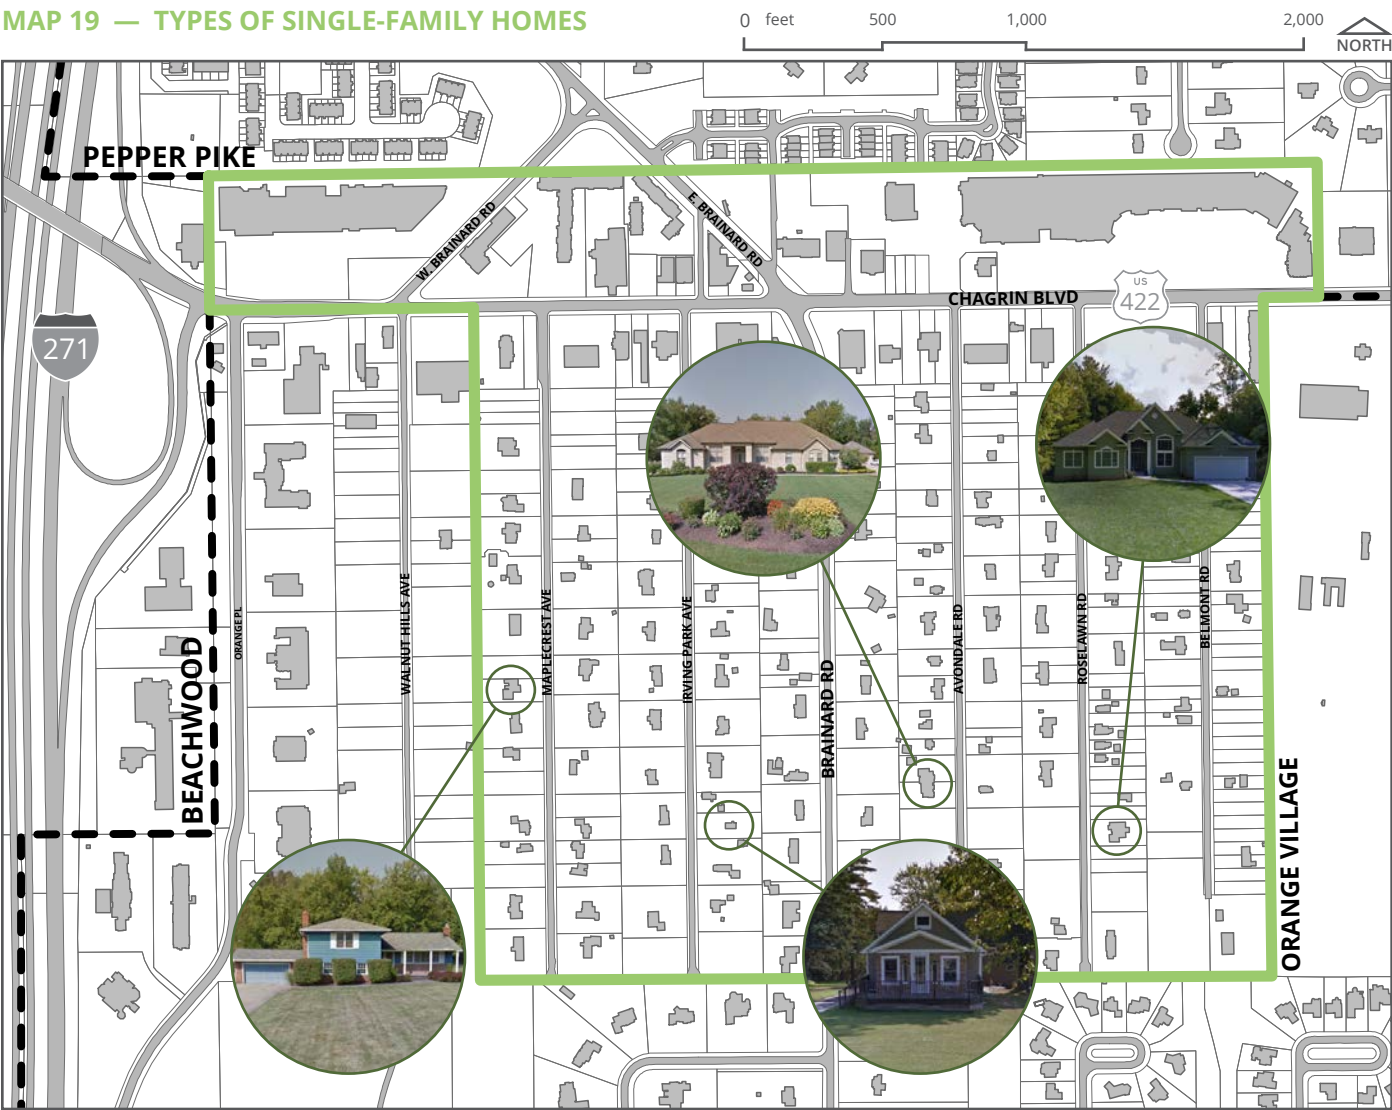 MAP 19 — TYPES OF SINGLE-FAMILY HOMES
0 feet 500 1,000 2,000
NORTH
PEPPER PIKE
W. BRAINARD RD
E. BRAINARD RD
CHAGRIN BLVD
US
422
271
BEACHWOOD
ORANGE PL
WALNUT HILLS AVE
MAPLECREST AVE
IRVING PARK AVE
BRAINARD RD
AVONDALE RD
ROSELAWN RD
BELMONT RD
ORANGE VILLAGE